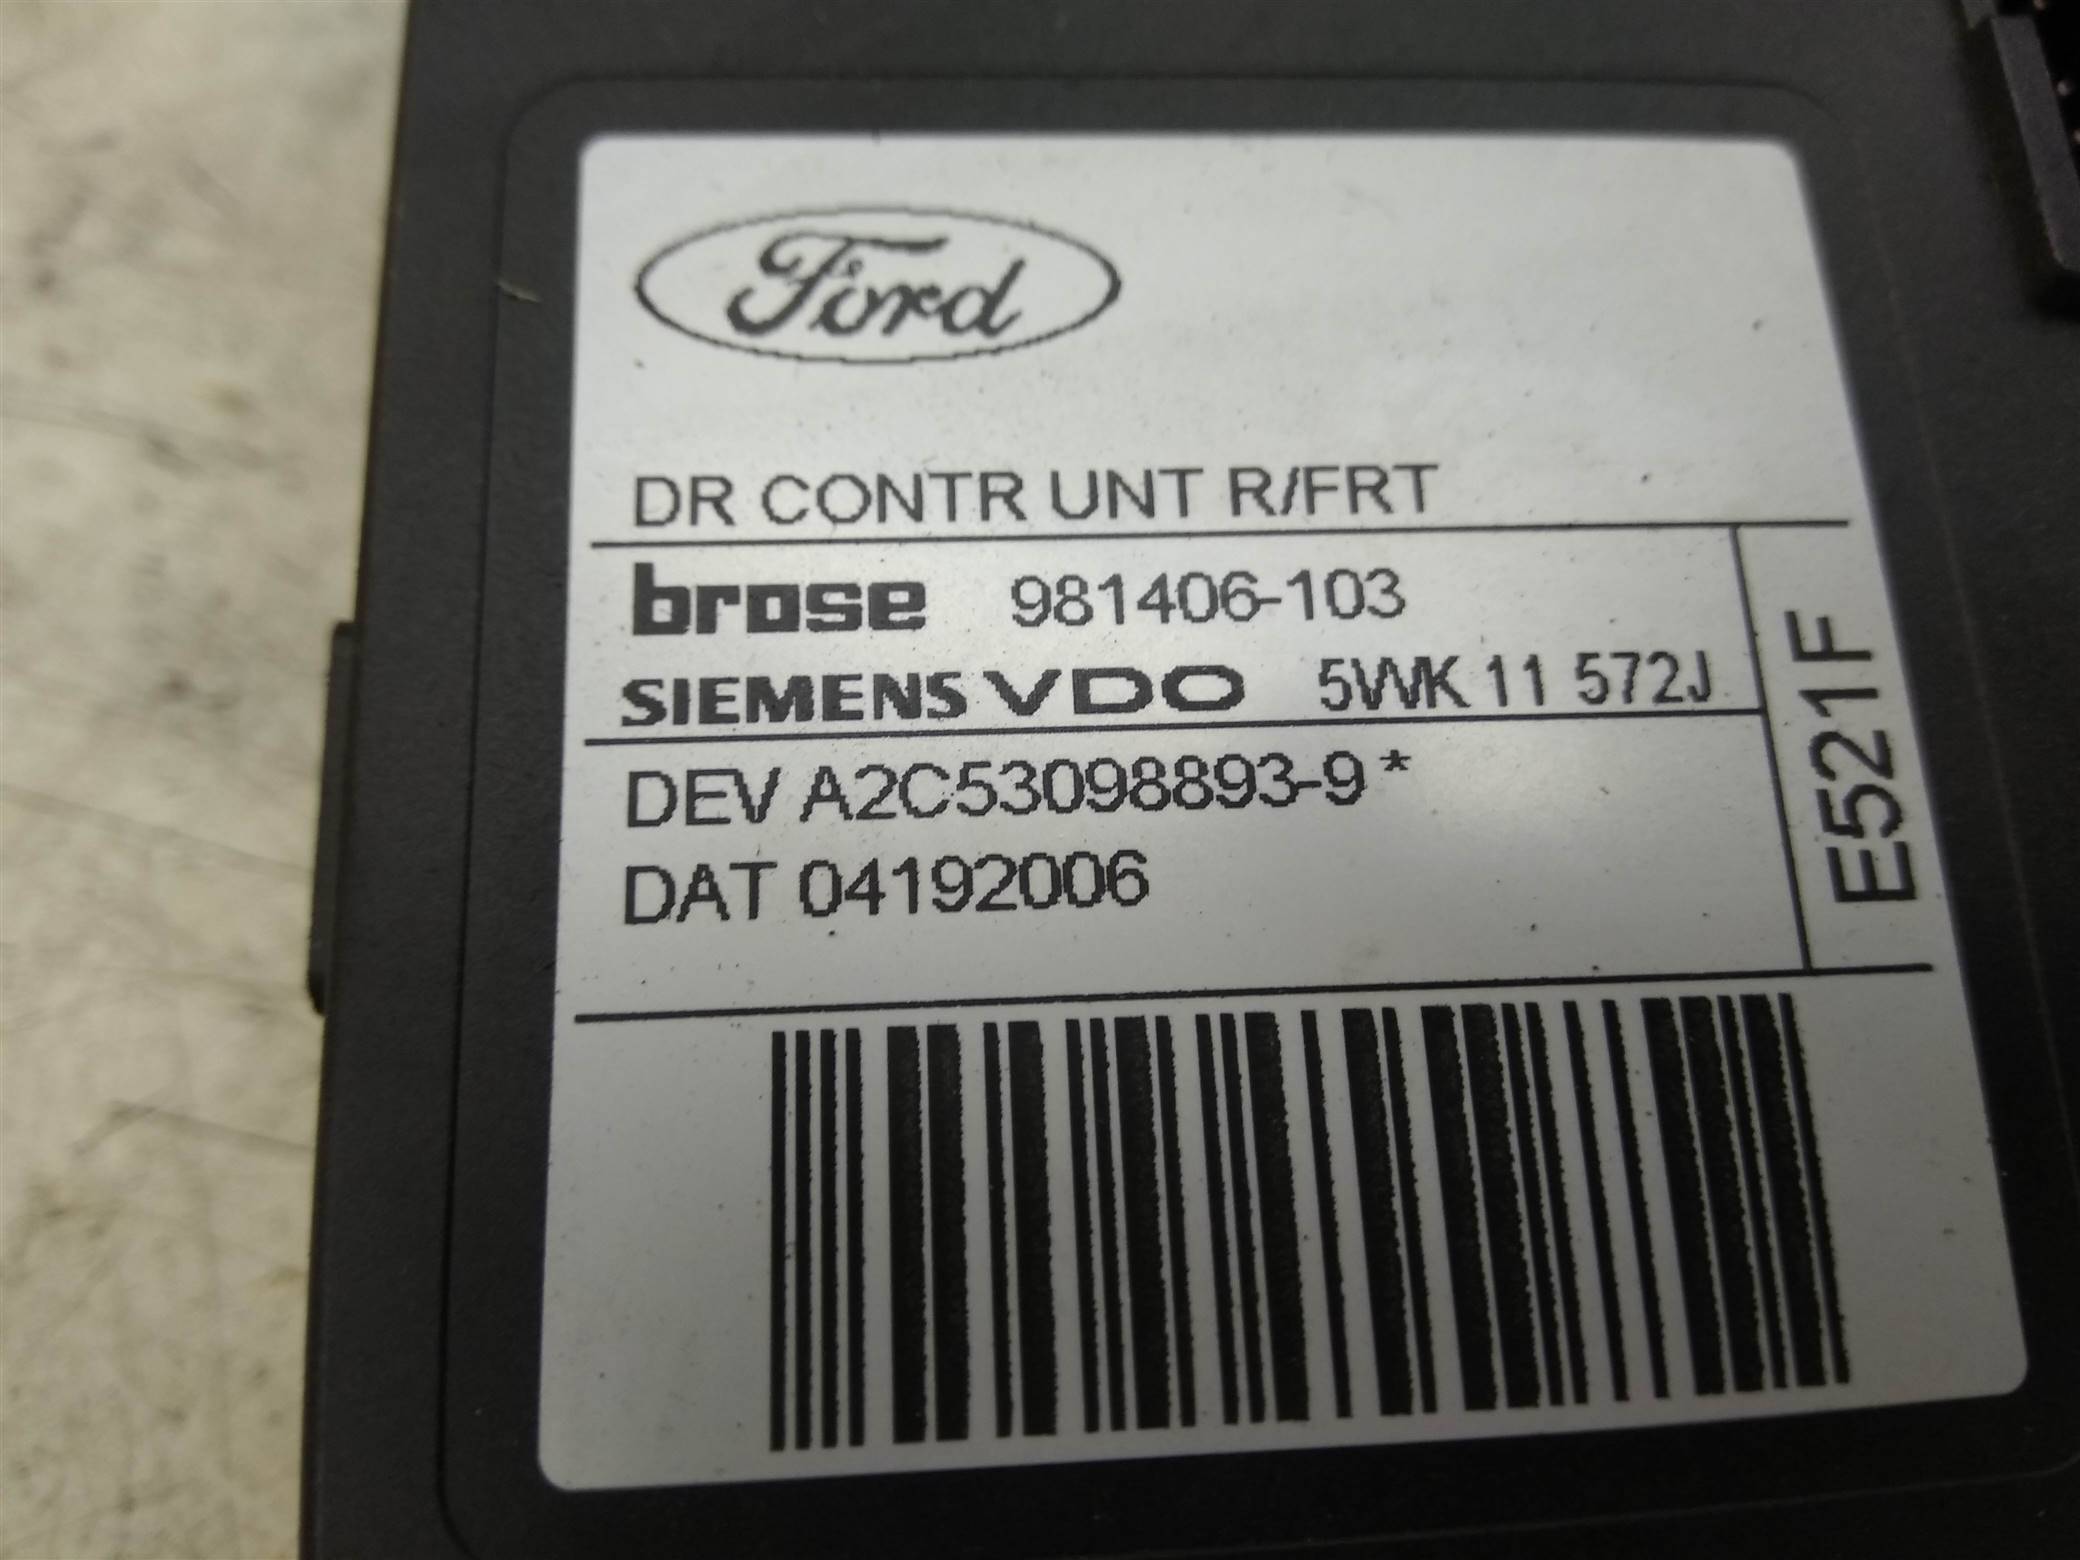 Ford
DR CONTR UNT R/FRT
brose 981406-103
SIEMENS VDO 5WK 11 572J
DEV A2C53098893-9*
DAT 04192006
E521F